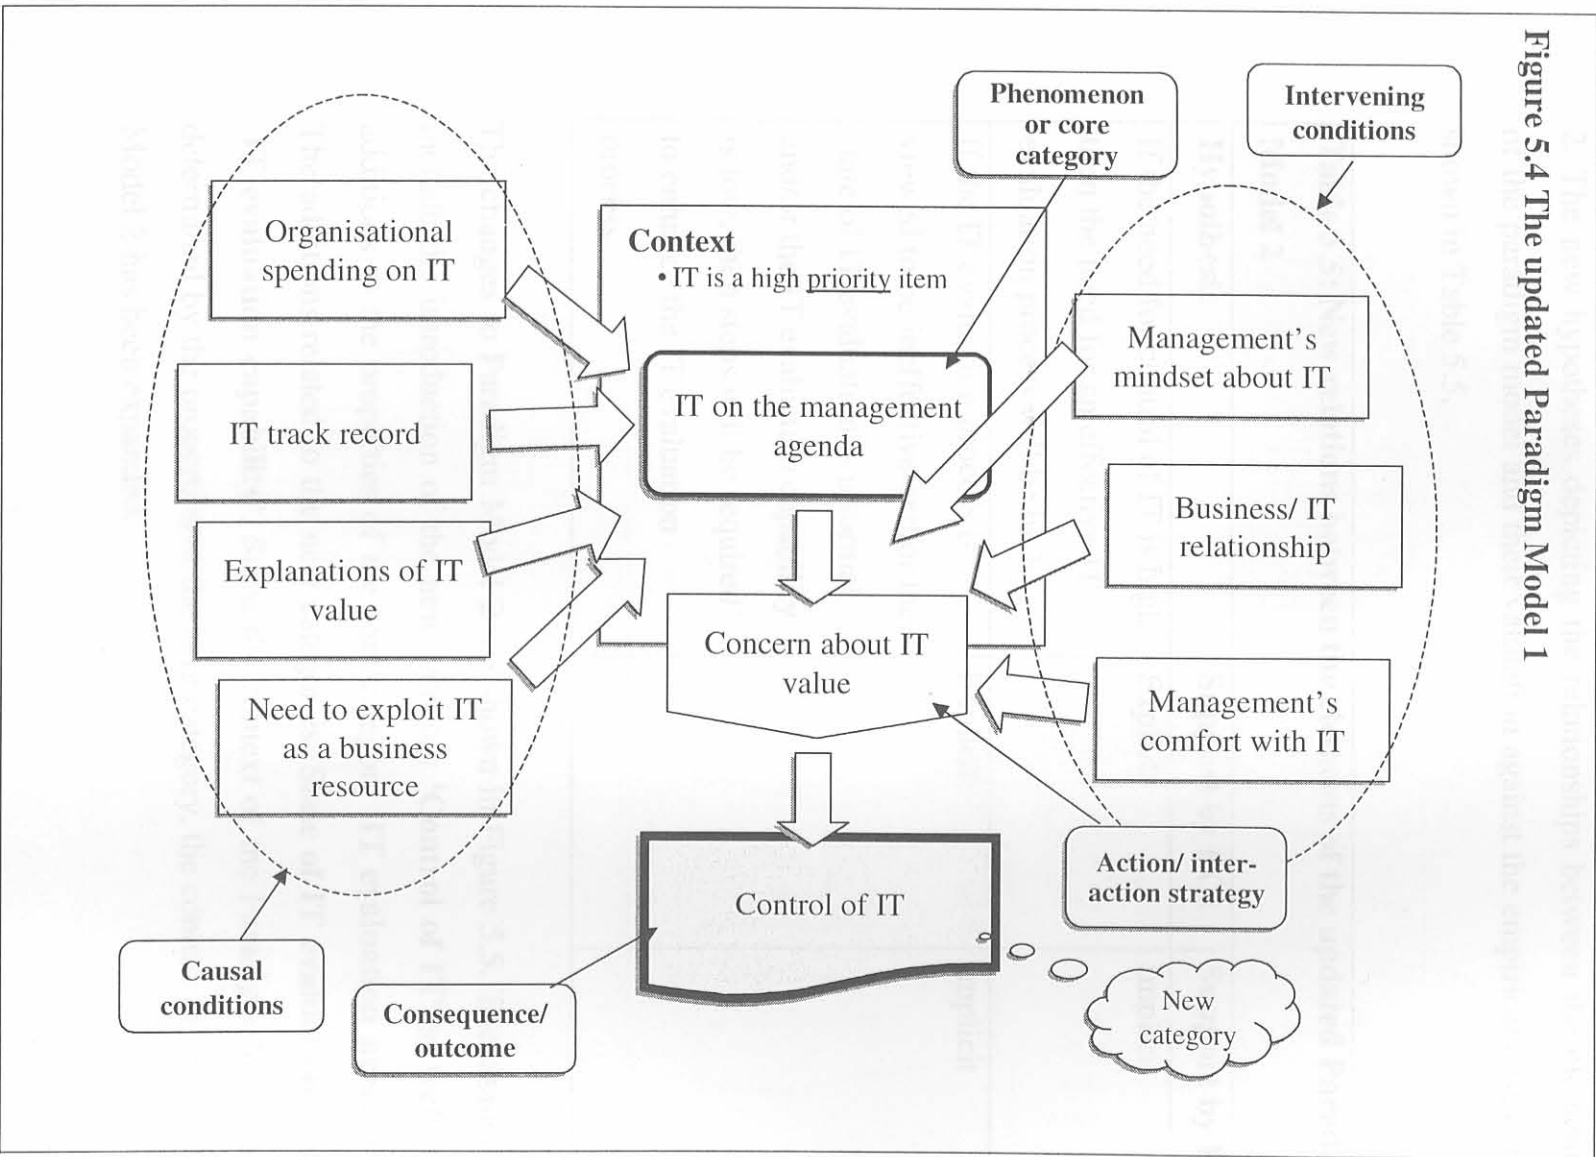 Figure 5.4 The updated Paradigm Model 1
Phenomenon
or core
category
Intervening
conditions
Organisational
spending on IT
IT track record
Explanations of IT
value
Need to exploit IT
as a business
resource
Context
• IT is a high priority item
IT on the management
agenda
Concern about IT
value
Control of IT
Management's
mindset about IT
Business/ IT
relationship
Management's
comfort with IT
Action/ inter-
action strategy
New
category
Causal
conditions
Consequence/
outcome